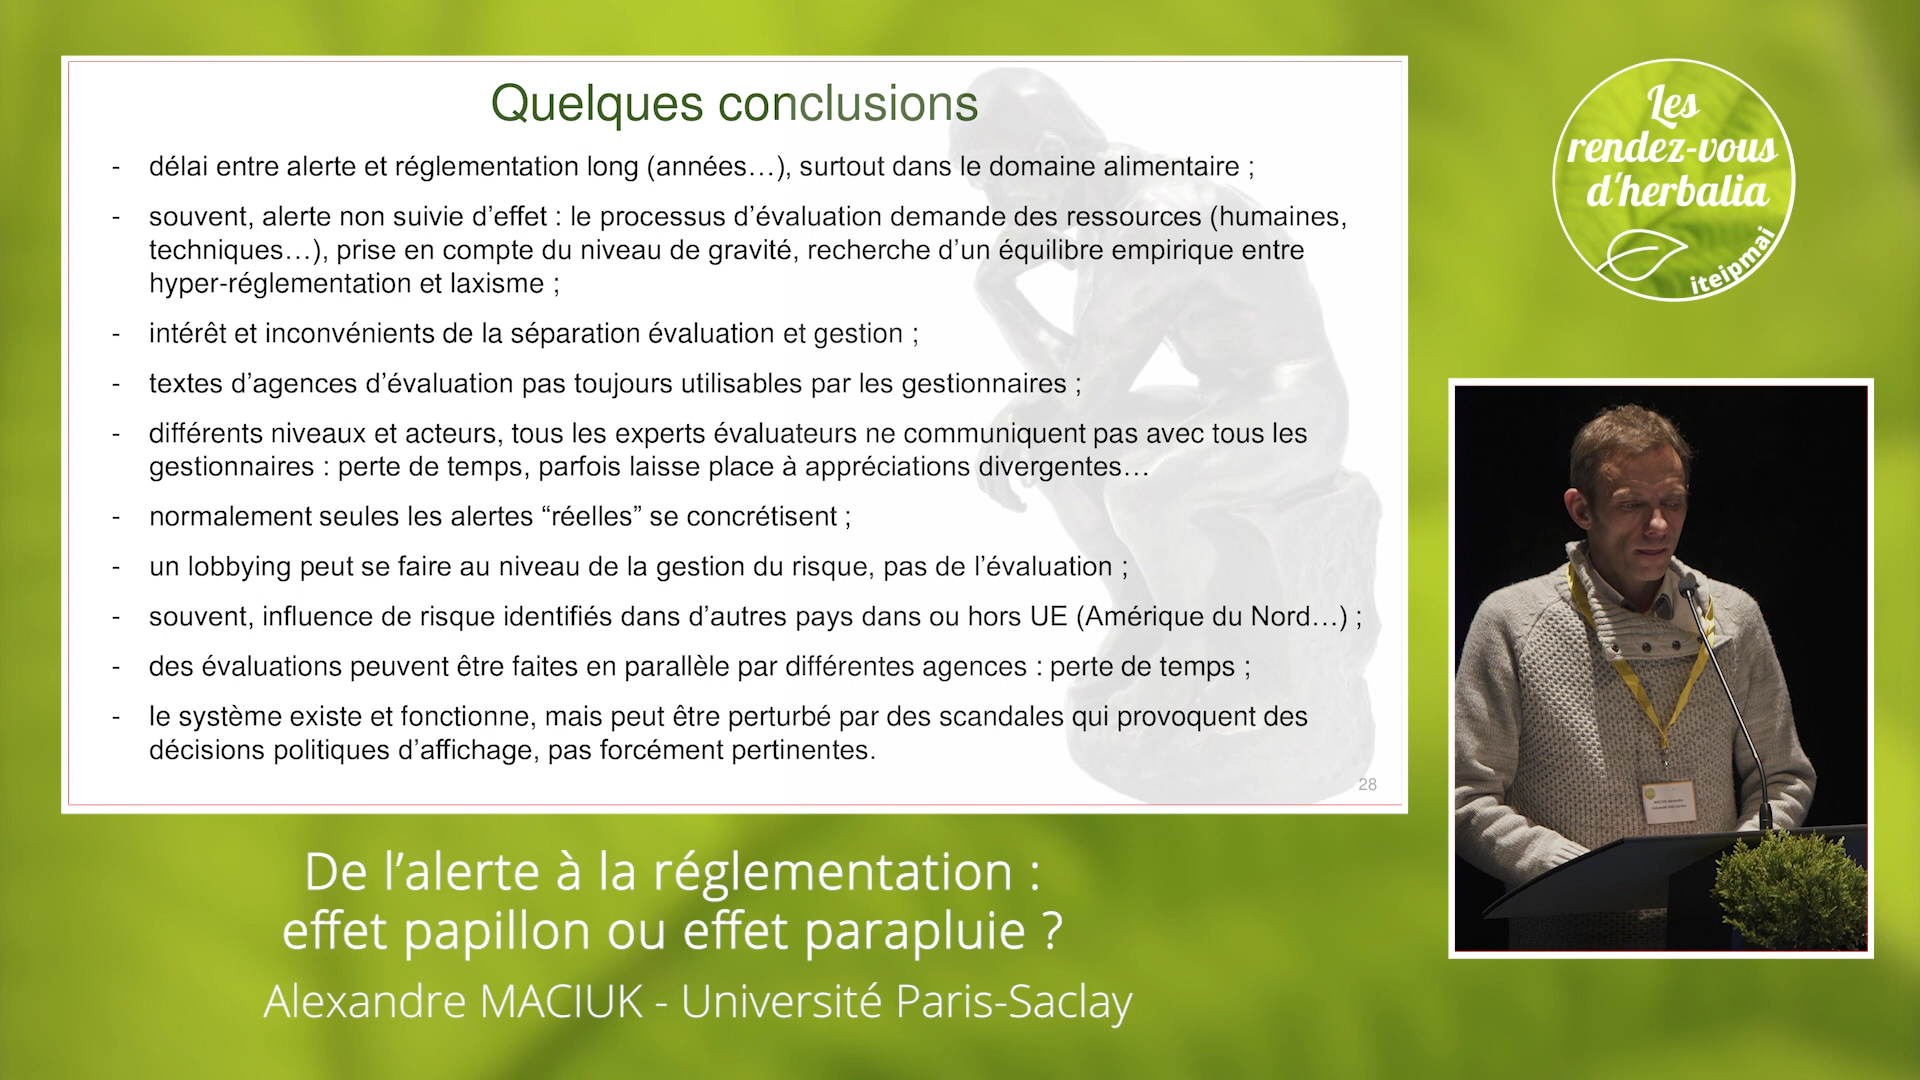 Quelques conclusions
- délai entre alerte et réglementation long (années…), surtout dans le domaine alimentaire ;
- souvent, alerte non suivie d’effet : le processus d’évaluation demande des ressources (humaines,
techniques…), prise en compte du niveau de gravité, recherche d’un équilibre empirique entre
hyper-réglementation et laxisme ;
- intérêt et inconvénients de la séparation évaluation et gestion ;
- textes d’agences d’évaluation pas toujours utilisables par les gestionnaires ;
- différents niveaux et acteurs, tous les experts évaluateurs ne communiquent pas avec tous les
gestionnaires : perte de temps, parfois laisse place à appréciations divergentes…
- normalement seules les alertes “réelles” se concrétisent ;
- un lobbying peut se faire au niveau de la gestion du risque, pas de l’évaluation ;
- souvent, influence de risque identifiés dans d’autres pays dans ou hors UE (Amérique du Nord…) ;
- des évaluations peuvent être faites en parallèle par différentes agences : perte de temps ;
- le système existe et fonctionne, mais peut être perturbé par des scandales qui provoquent des
décisions politiques d’affichage, pas forcément pertinentes.
28
Les
rendez-vous
d'herbalia
iteipmai
MACIUK Alexandre
Université Paris-Saclay
De l’alerte à la réglementation :
effet papillon ou effet parapluie ?
Alexandre MACIUK - Université Paris-Saclay